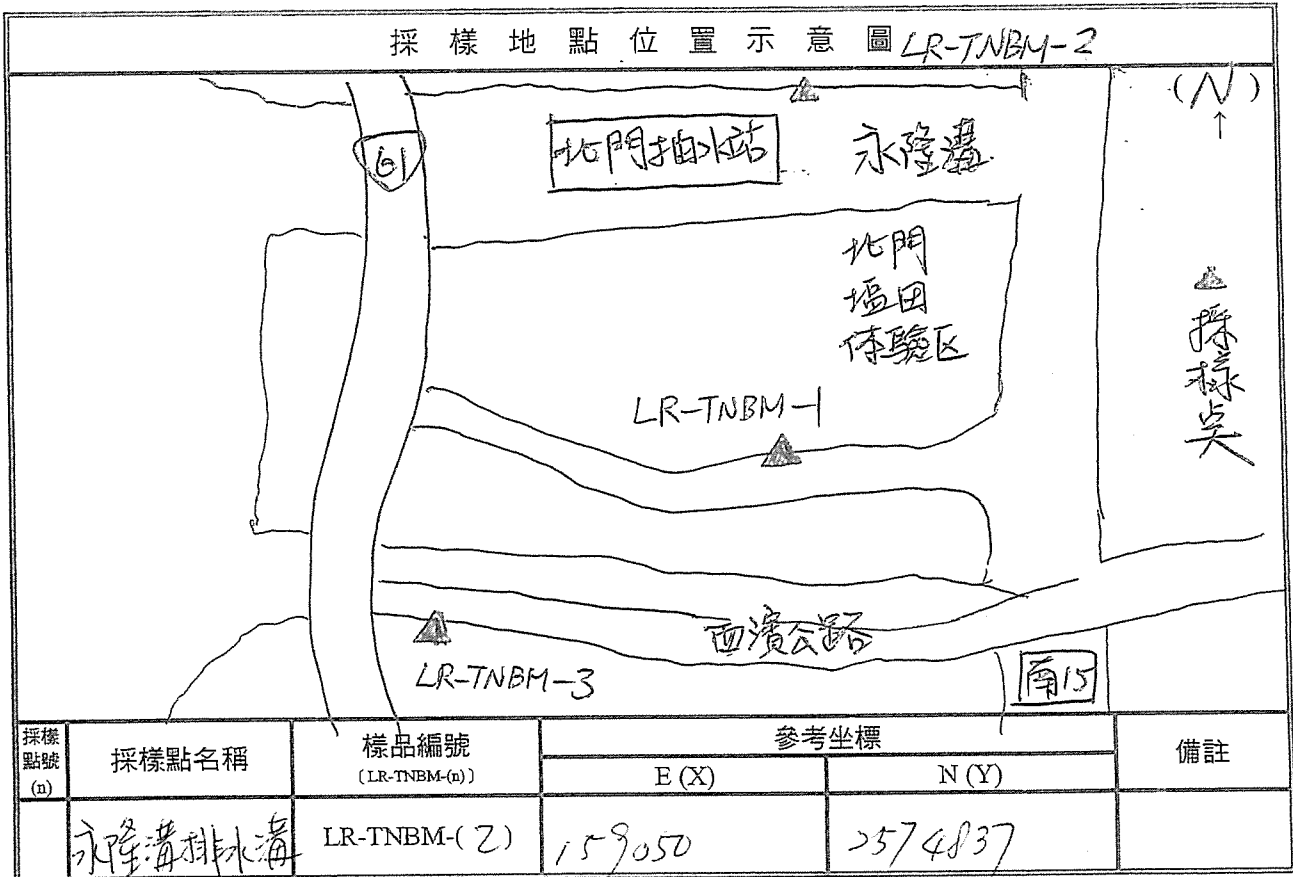 採樣地點位置示意圖 LR-TNBM-2
(N)
↑
61
北門抽水站
永隆溝
北門
塩田
体驗区
採樣点
LR-TNBM-1
西濱公路
LR-TNBM-3
南15
採樣點號(n)
採樣點名稱
樣品編號
〔LR-TNBM-(n)〕
參考坐標
E (X)
N (Y)
備註
永隆溝排水溝
LR-TNBM-(2)
159050
2574837